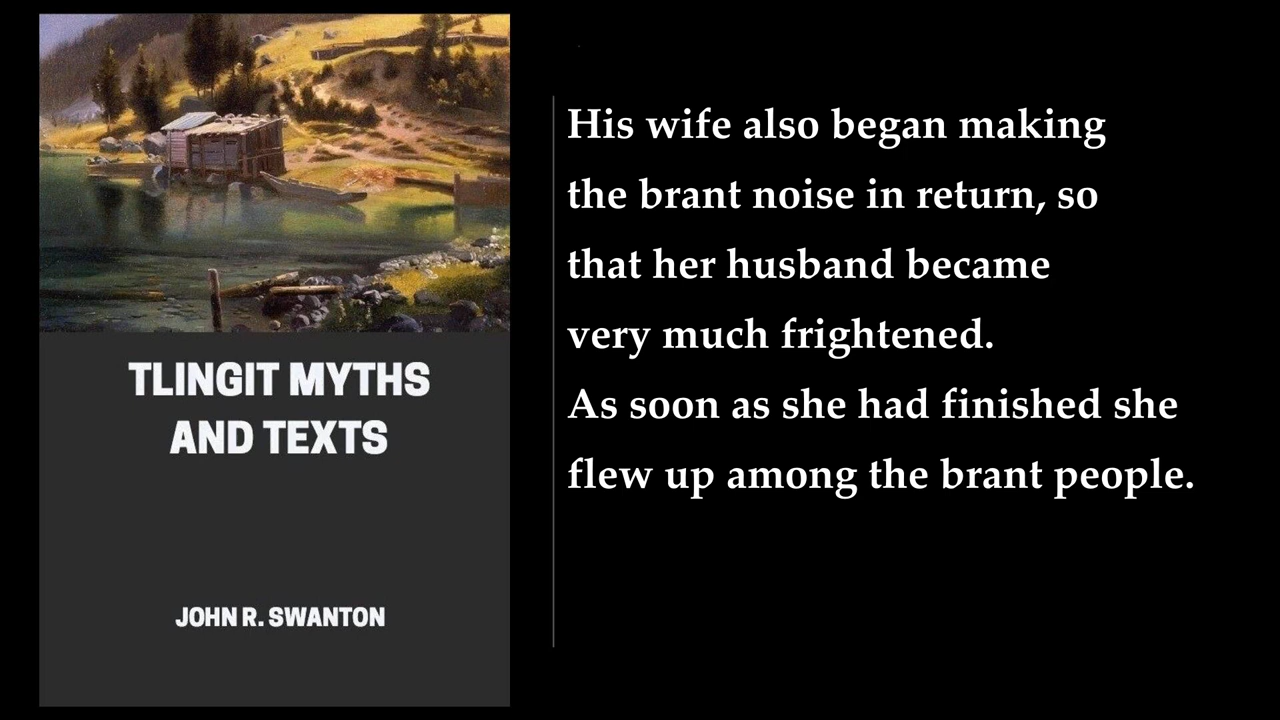 TLINGIT MYTHS
AND TEXTS
JOHN R. SWANTON
His wife also began making
the brant noise in return, so
that her husband became
very much frightened.
As soon as she had finished she
flew up among the brant people.